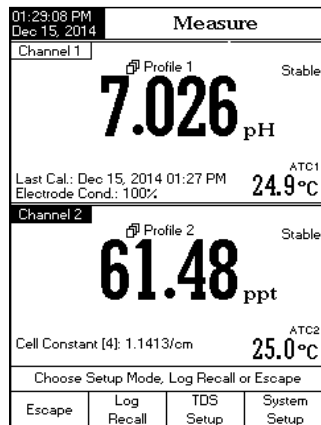 01:29:08 PM
Dec 15, 2014
Measure
Channel 1
Profile 1
Stable
7.026 pH
Last Cal.: Dec 15, 2014 01:27 PM
Electrode Cond.: 100%
ATC1
24.9°C
Channel 2
Profile 2
Stable
61.48 ppt
Cell Constant [4]: 1.1413/cm
ATC2
25.0°C
Choose Setup Mode, Log Recall or Escape
Escape
Log Recall
TDS Setup
System Setup